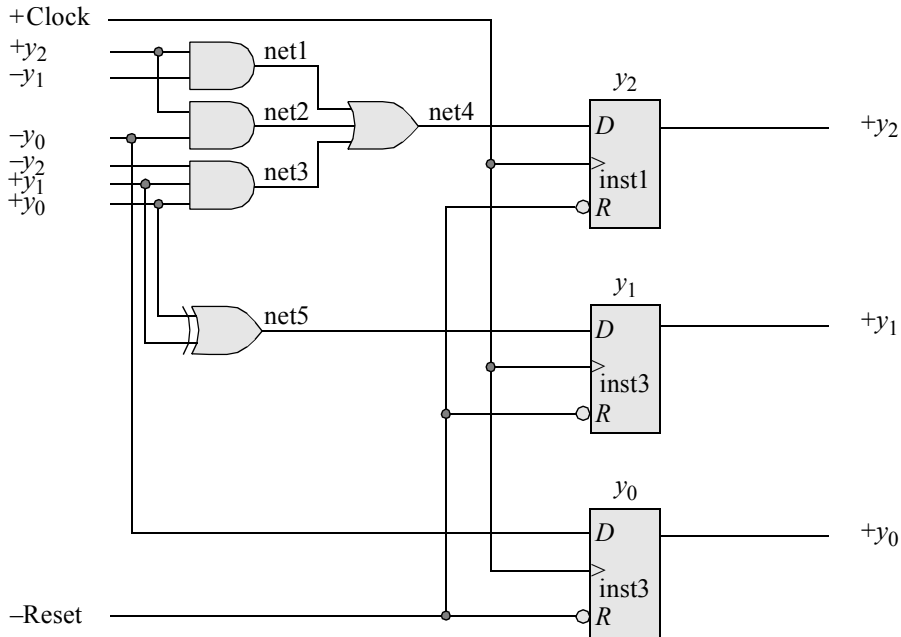 +Clock
+y2
–y1
net1
y2
net2
net4
D
+y2
–y0
–y2
net3
+y1
inst1
+y0
R
y1
net5
D
+y1
inst3
R
y0
D
+y0
inst3
–Reset
R